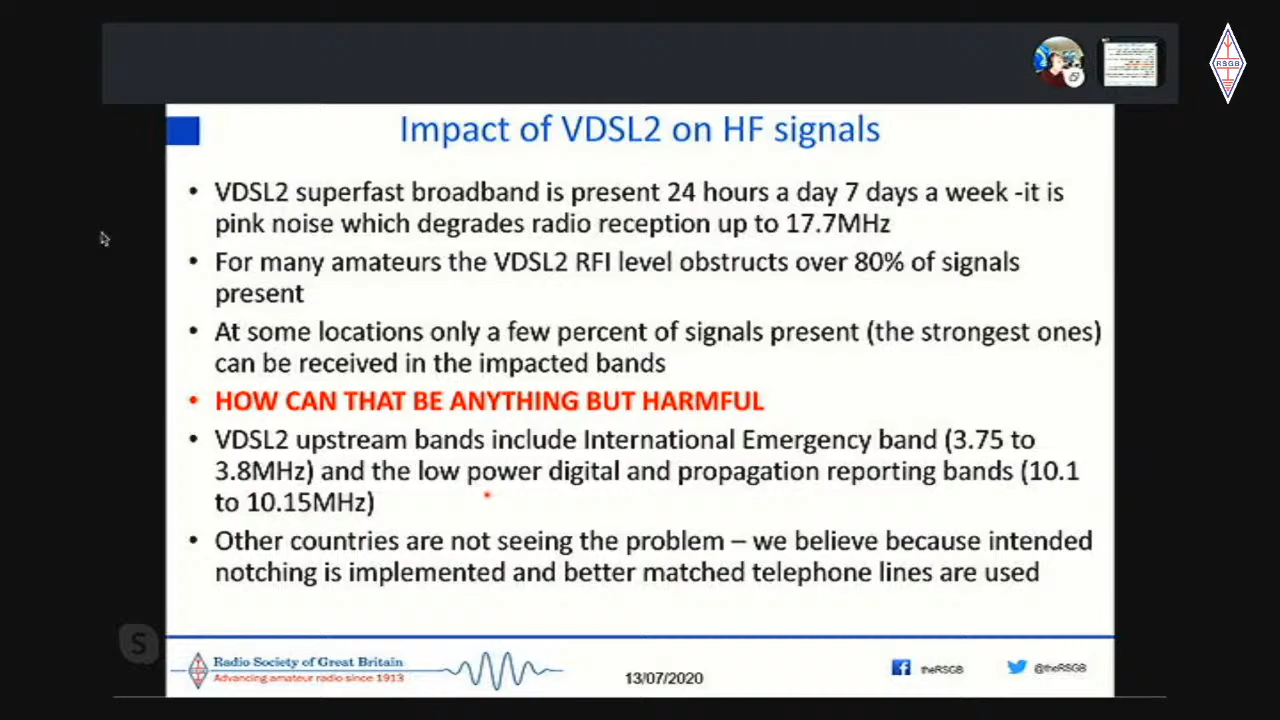 RSGB
Impact of VDSL2 on HF signals
• VDSL2 superfast broadband is present 24 hours a day 7 days a week -it is
pink noise which degrades radio reception up to 17.7MHz
• For many amateurs the VDSL2 RFI level obstructs over 80% of signals
present
• At some locations only a few percent of signals present (the strongest ones)
can be received in the impacted bands
• HOW CAN THAT BE ANYTHING BUT HARMFUL
• VDSL2 upstream bands include International Emergency band (3.75 to
3.8MHz) and the low power digital and propagation reporting bands (10.1
to 10.15MHz)
• Other countries are not seeing the problem – we believe because intended
notching is implemented and better matched telephone lines are used
S
Radio Society of Great Britain
Advancing amateur radio since 1913
13/07/2020
theRSGB
@theRSGB